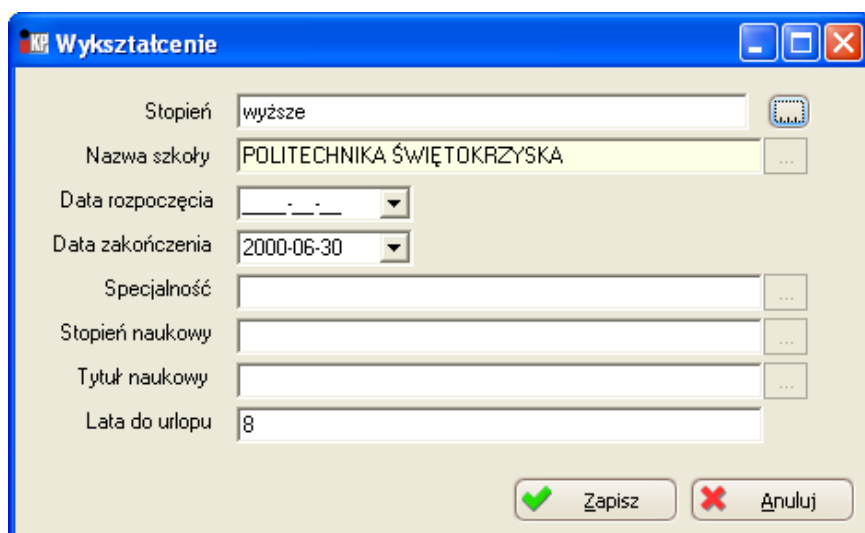 KP Wykształcenie
Stopień wyższe ...
Nazwa szkoły POLITECHNIKA ŚWIĘTOKRZYSKA ...
Data rozpoczęcia ____-__-__
Data zakończenia 2000-06-30
Specjalność ...
Stopień naukowy ...
Tytuł naukowy ...
Lata do urlopu 8
Zapisz Anuluj